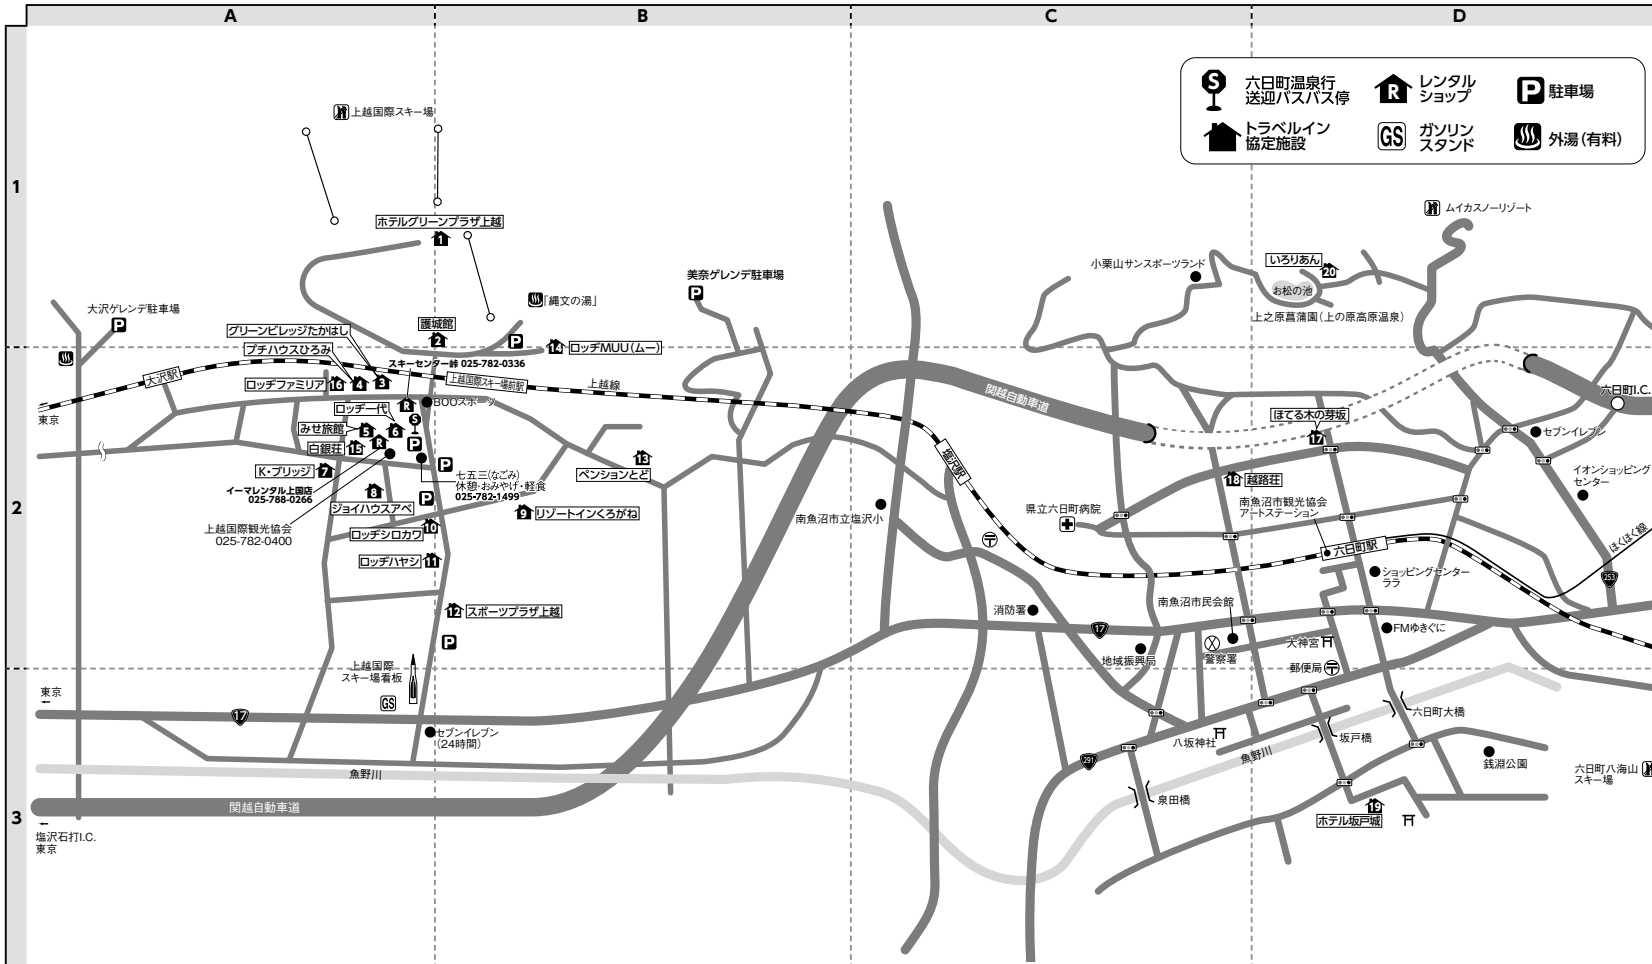 A
B
C
D
1
2
3
S
六日町温泉行
送迎バスバス停
R
レンタル
ショップ
P
駐車場
トラベルイン
協定施設
GS
ガソリン
スタンド
外湯（有料）
上越国際スキー場
ホテルグリーンプラザ上越
1
「縄文の湯」
美奈ゲレンデ駐車場
P
大沢ゲレンデ駐車場
P
護城館
2
P
14
ロッヂMUU（ムー）
グリーンビレッジたかはし
プチハウスひろみ
スキーセンター峠 025-782-0336
大沢駅
ロッヂファミリア
16
4
3
上越国際スキー場前駅
上越線
東京
R
BOOスポーツ
ロッヂ一代
S
みせ旅館
5
6
白銀荘
15
R
P
K・ブリッジ
7
P
イーマレンタル上国店
025-788-0266
8
ジョイハウスアベ
P
七五三（なごみ）
休憩・おみやげ・軽食
025-782-1499
13
ペンションとど
9
リゾートインくろがね
上越国際観光協会
025-782-0400
10
ロッヂシロカワ
ロッヂハヤシ
11
12
スポーツプラザ上越
P
上越国際
スキー場看板
GS
東京
17
セブンイレブン
（24時間）
魚野川
関越自動車道
塩沢石打I.C.
東京
ムイカスノーリゾート
小栗山サンスポーツランド
いろりあん
20
お松の池
上之原菖蒲園（上の原高原温泉）
関越自動車道
六日町I.C.
ほてる木の芽坂
17
セブンイレブン
塩沢駅
18
越路荘
イオンショッピング
センター
南魚沼市立塩沢小
県立六日町病院
南魚沼市観光協会
アートステーション
六日町駅
ほくほく線
253
ショッピングセンター
ララ
消防署
南魚沼市民会館
17
FMゆきぐに
大神宮
地域振興局
警察署
郵便局
六日町大橋
八坂神社
坂戸橋
291
魚野川
銭淵公園
六日町八海山
スキー場
泉田橋
19
ホテル坂戸城